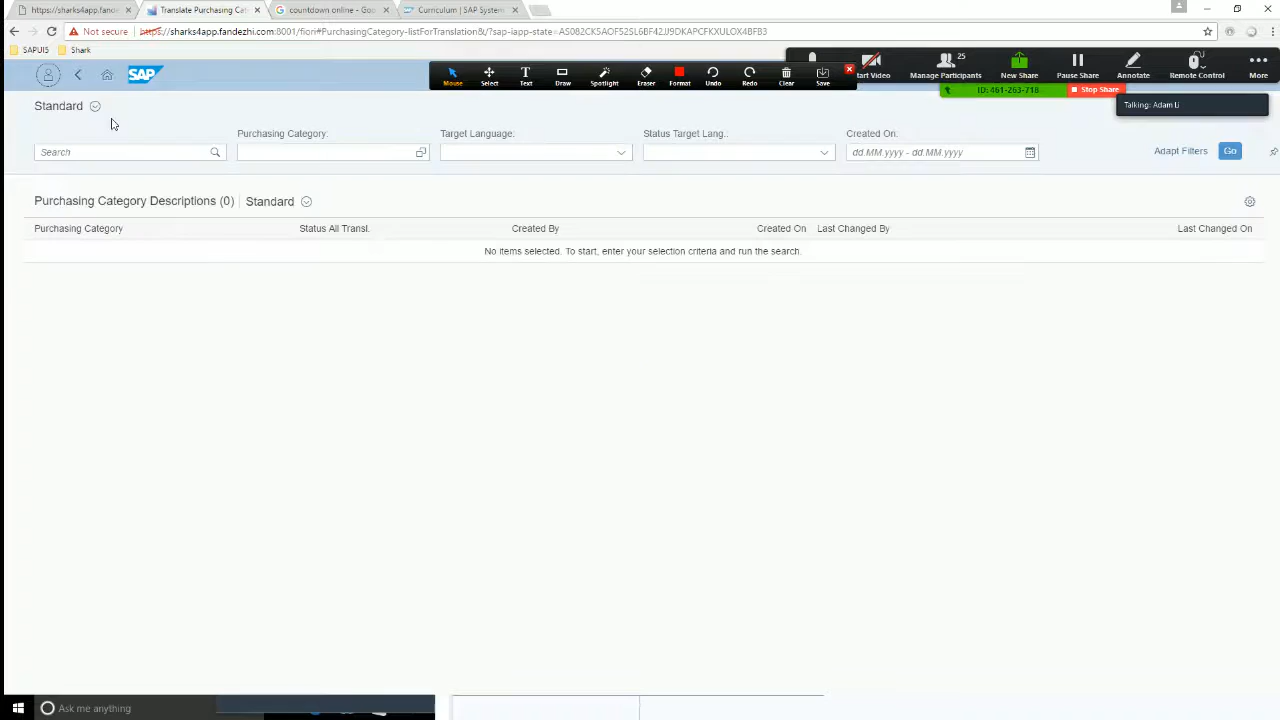 https://sharks4app.fande
Translate Purchasing Cat
countdown online - Goo
Curriculum | SAP System
Not secure
https://sharks4app.fandezhi.com:8001/fiori#PurchasingCategory-listForTranslation&/?sap-iapp-state=AS082CK5AOF52SL6BF42JJ9DKAPCFKXULOX4BFB3
SAPUI5
Shark
SAP
Mouse
Select
Text
Draw
Spotlight
Eraser
Format
Undo
Redo
Clear
Save
tart Video
25
Manage Participants
New Share
Pause Share
Annotate
Remote Control
More
ID: 461-263-718
Stop Share
Talking: Adam Li
Standard
Purchasing Category:
Target Language:
Status Target Lang.:
Created On:
Search
dd.MM.yyyy - dd.MM.yyyy
Adapt Filters
Go
Purchasing Category Descriptions (0)
Standard
Purchasing Category
Status All Transl.
Created By
Created On
Last Changed By
Last Changed On
No items selected. To start, enter your selection criteria and run the search.
Ask me anything